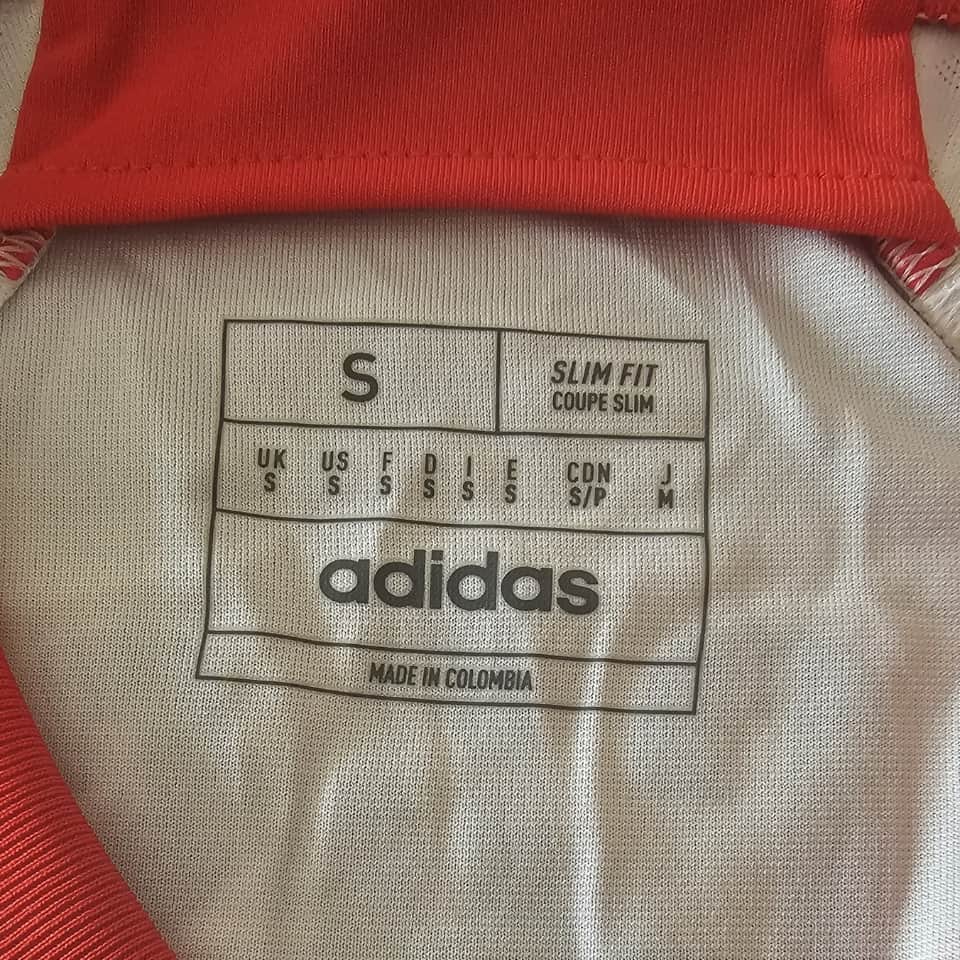 S
SLIM FIT
COUPE SLIM
UK US F D I E CDN J
S S S S S S S/P M
adidas
MADE IN COLOMBIA